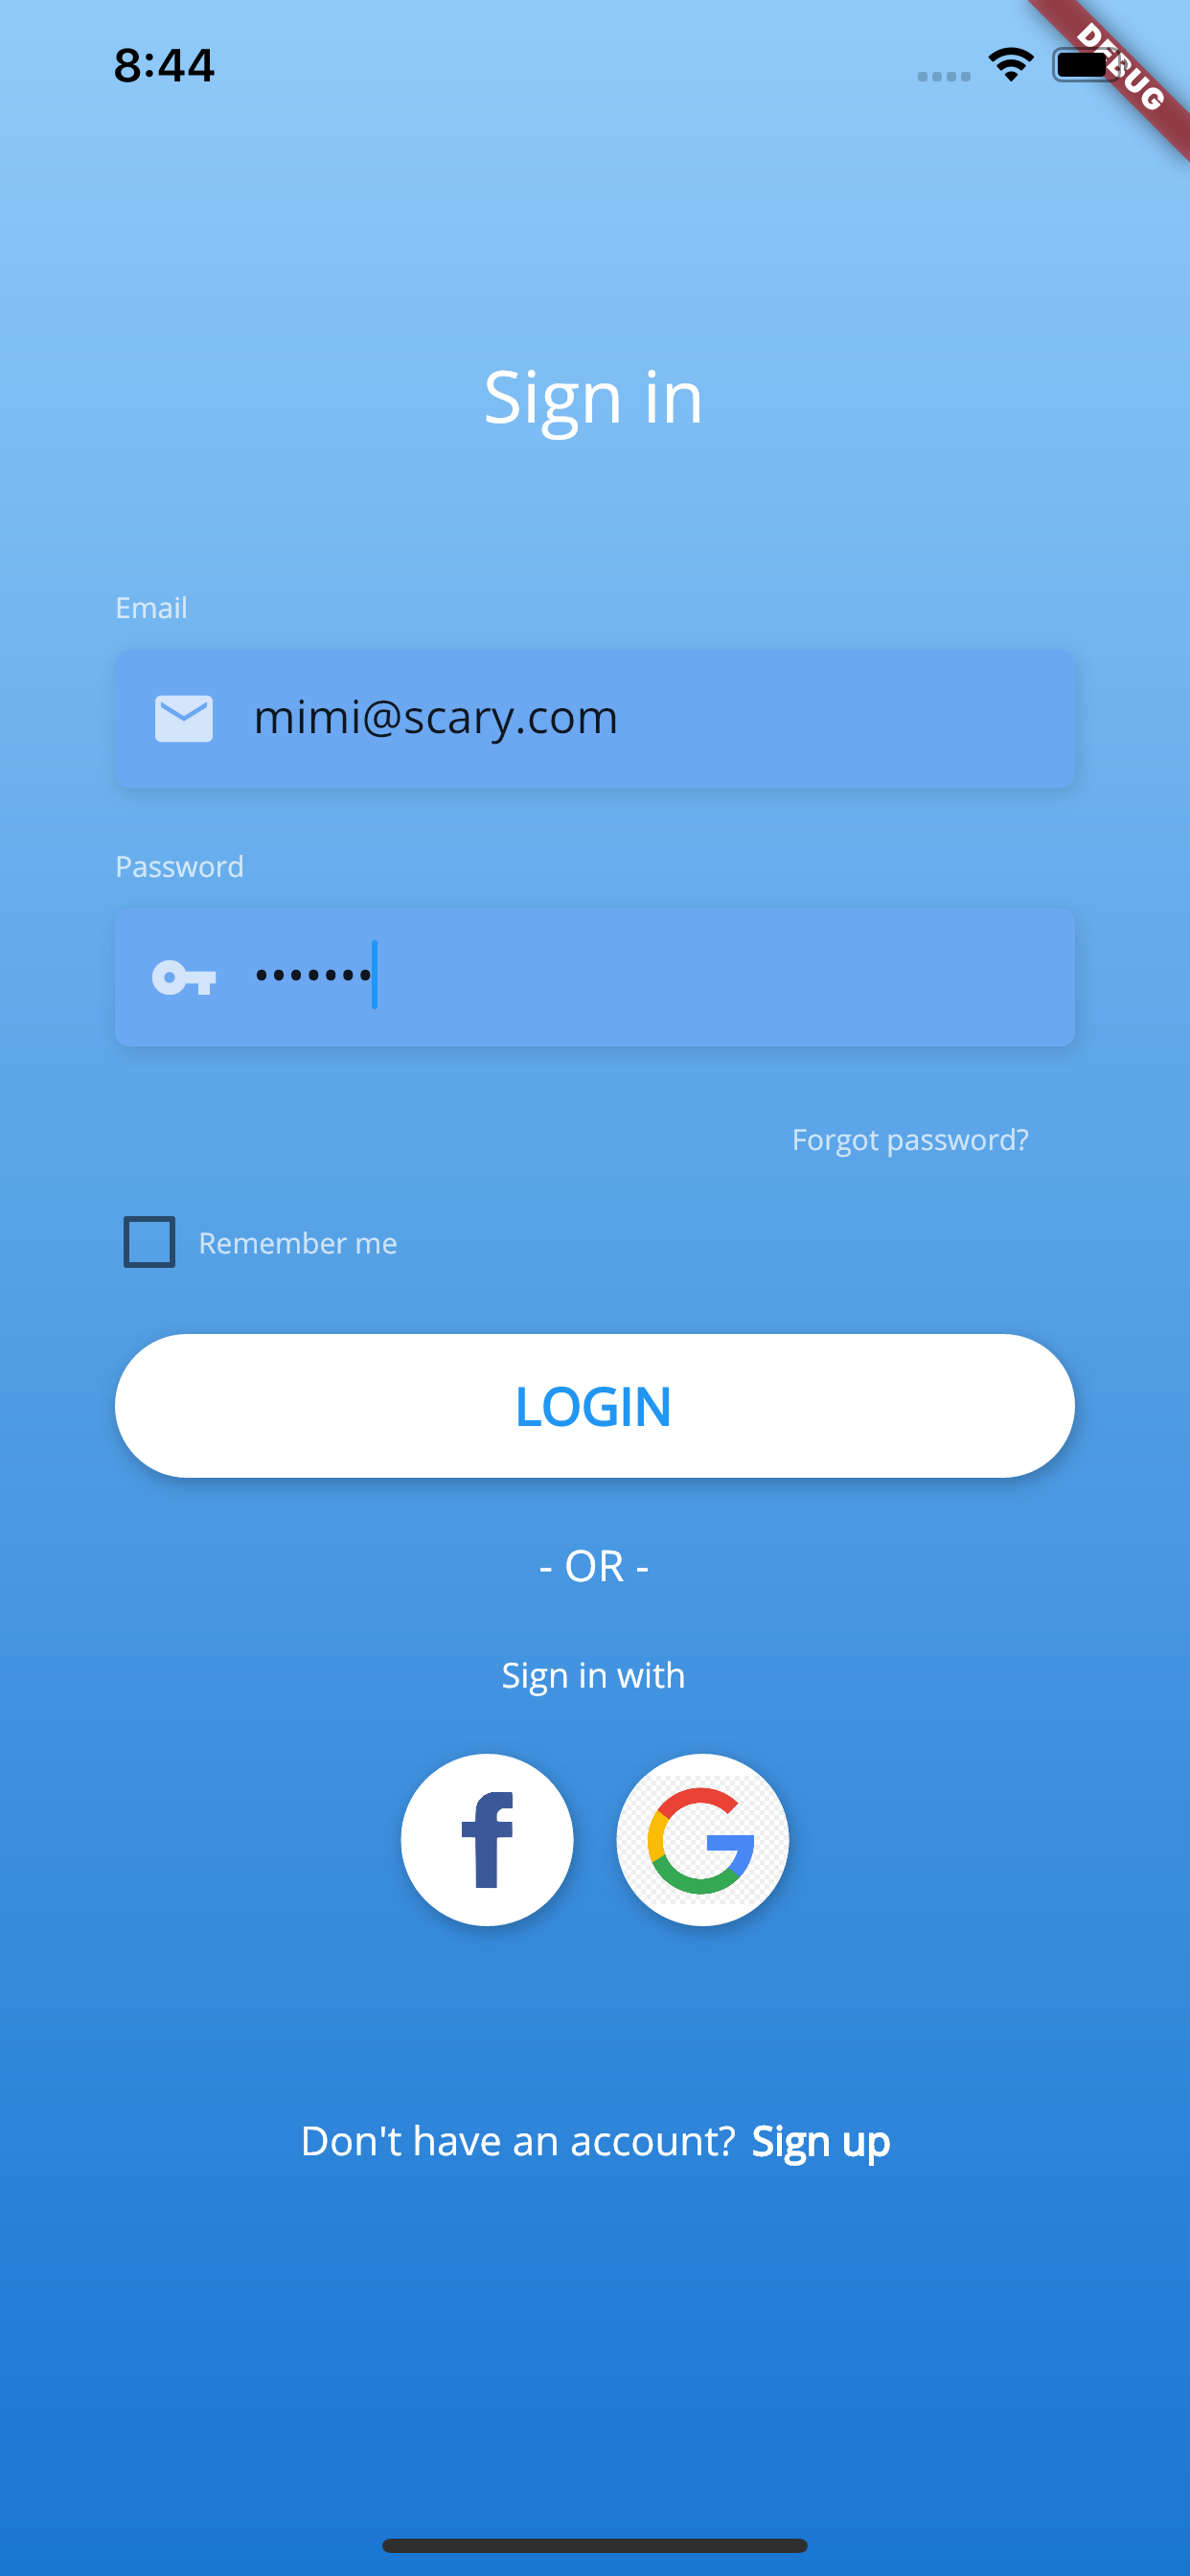 8:44
DEBUG
Sign in
Email
mimi@scary.com
Password
•••••••
Forgot password?
Remember me
LOGIN
- OR -
Sign in with
Don't have an account? Sign up